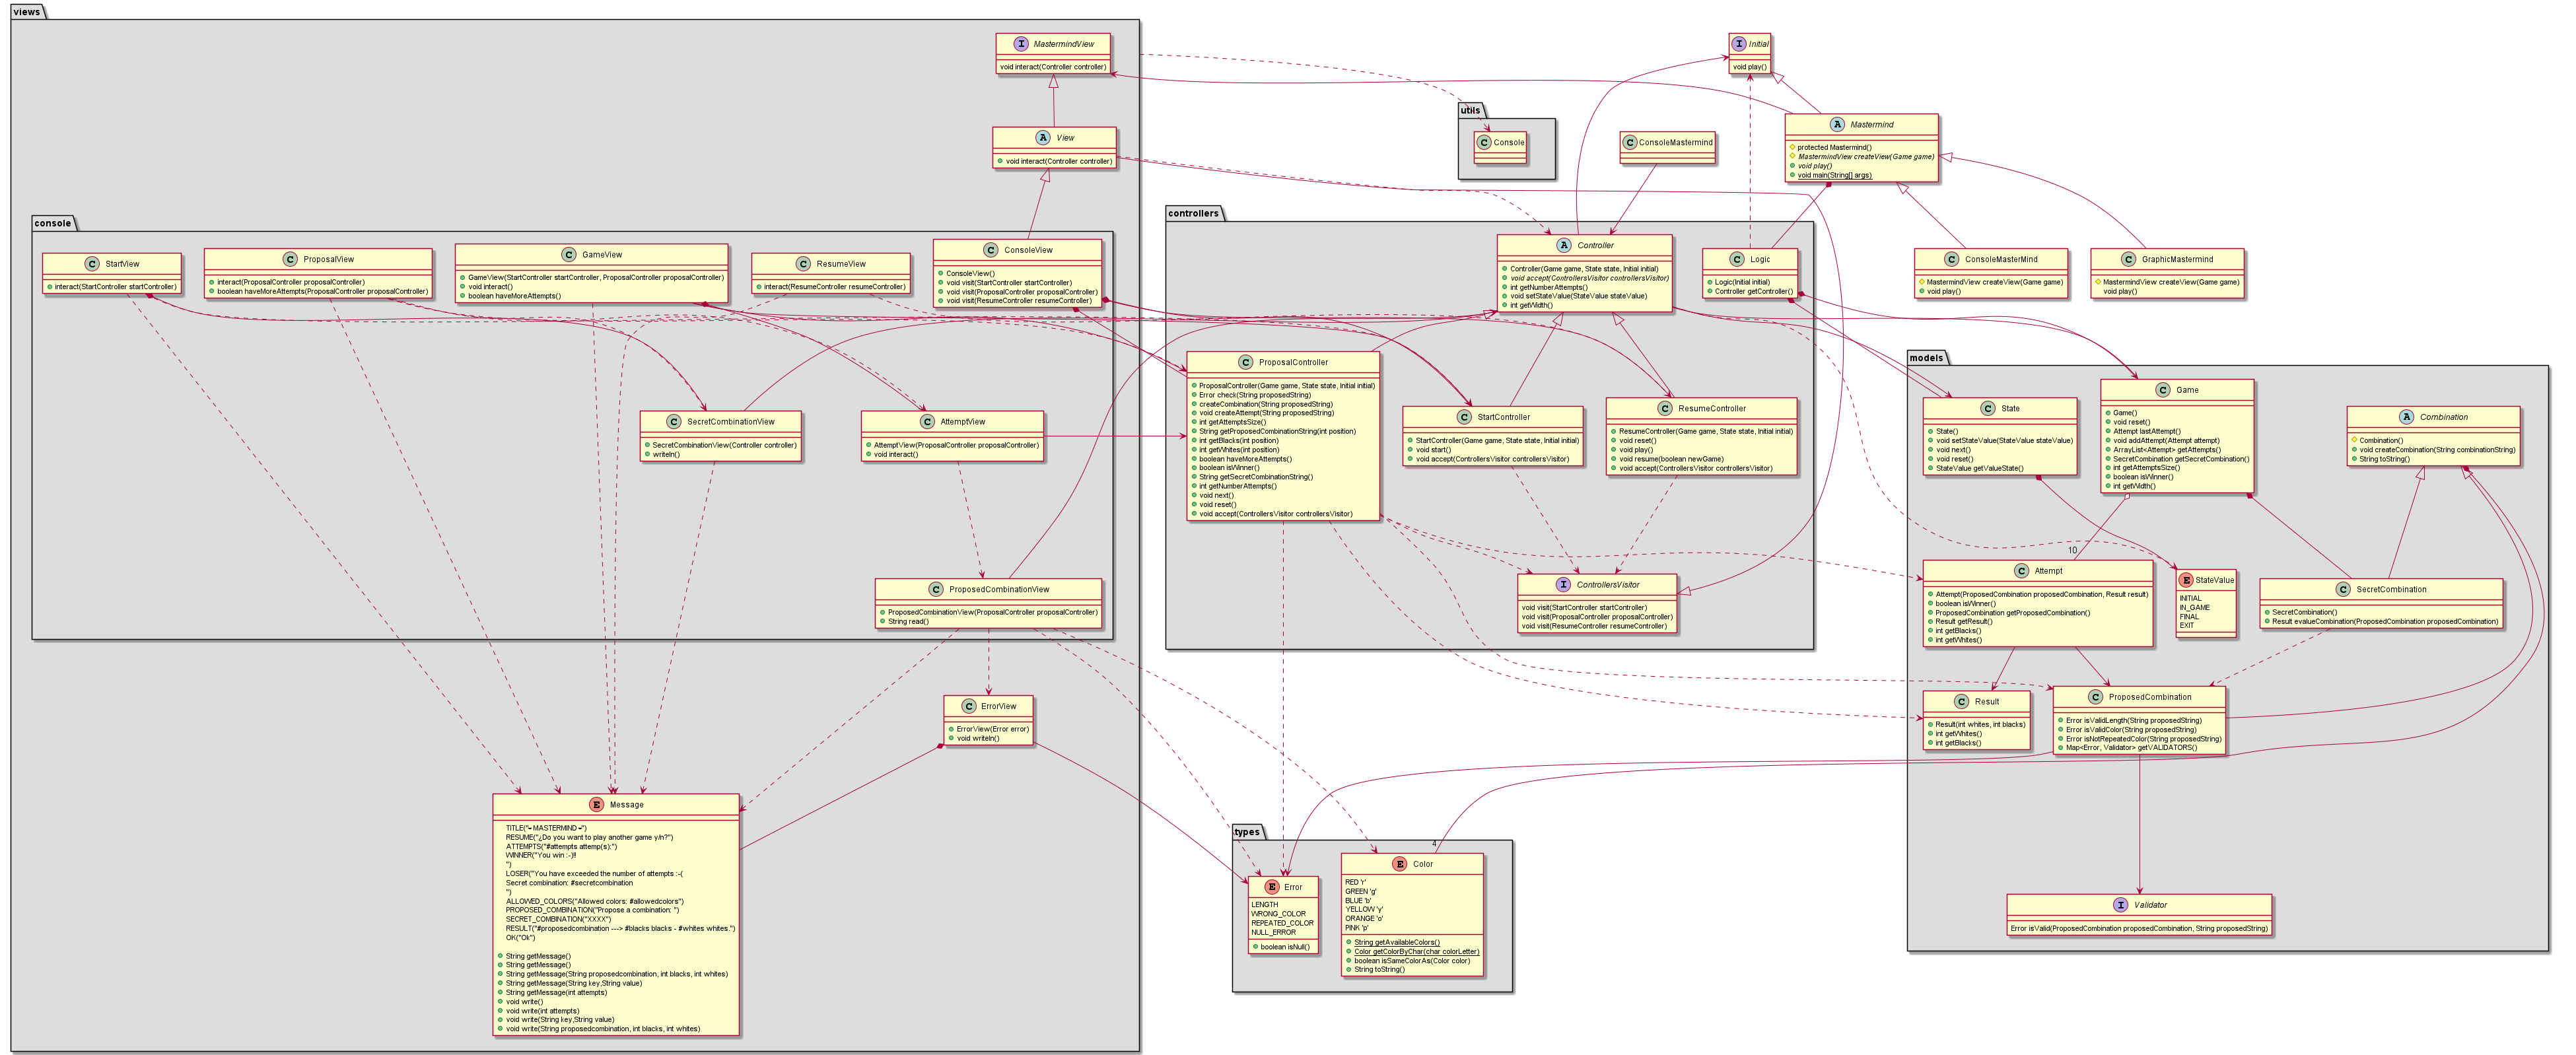 views
I MastermindView
void interact(Controller controller)
A View
void interact(Controller controller)
console
C StartView
interact(StartController startController)
C ProposalView
interact(ProposalController proposalController)
boolean haveMoreAttempts(ProposalController proposalController)
C GameView
GameView(StartController startController, ProposalController proposalController)
void interact()
boolean haveMoreAttempts()
C ResumeView
interact(ResumeController resumeController)
C ConsoleView
ConsoleView()
void visit(StartController startController)
void visit(ProposalController proposalController)
void visit(ResumeController resumeController)
C SecretCombinationView
SecretCombinationView(Controller controller)
writeln()
C AttemptView
AttemptView(ProposalController proposalController)
void interact()
C ProposedCombinationView
ProposedCombinationView(ProposalController proposalController)
String read()
C ErrorView
ErrorView(Error error)
void writeln()
E Message
TITLE("- MASTERMIND -")
RESUME("¿Do you want to play another game y/n?")
ATTEMPTS("#attempts attemp(s):")
WINNER("You win :-)!!
")
LOSER("You have exceeded the number of attempts :-(
Secret combination: #secretcombination
")
ALLOWED_COLORS("Allowed colors: #allowedcolors")
PROPOSED_COMBINATION("Propose a combination: ")
SECRET_COMBINATION("XXXX")
RESULT("#proposedcombination ---> #blacks blacks - #whites whites.")
OK("Ok")
String getMessage()
String getMessage()
String getMessage(String proposedcombination, int blacks, int whites)
String getMessage(String key,String value)
String getMessage(int attempts)
void write()
void write(int attempts)
void write(String key,String value)
void write(String proposedcombination, int blacks, int whites)
I Initial
void play()
utils
C Console
C ConsoleMastermind
A Mastermind
protected Mastermind()
MastermindView createView(Game game)
void play()
void main(String[] args)
C ConsoleMasterMind
MastermindView createView(Game game)
void play()
C GraphicMastermind
MastermindView createView(Game game)
void play()
controllers
A Controller
Controller(Game game, State state, Initial initial)
void accept(ControllersVisitor controllersVisitor)
int getNumberAttempts()
void setStateValue(StateValue stateValue)
int getWidth()
C Logic
Logic(Initial initial)
Controller getController()
C ProposalController
ProposalController(Game game, State state, Initial initial)
Error check(String proposedString)
createCombination(String proposedString)
void createAttempt(String proposedString)
int getAttemptsSize()
String getProposedCombinationString(int position)
int getBlacks(int position)
int getWhites(int position)
boolean haveMoreAttempts()
boolean isWinner()
String getSecretCombinationString()
int getNumberAttempts()
void next()
void reset()
void accept(ControllersVisitor controllersVisitor)
C StartController
StartController(Game game, State state, Initial initial)
void start()
void accept(ControllersVisitor controllersVisitor)
C ResumeController
ResumeController(Game game, State state, Initial initial)
void reset()
void play()
void resume(boolean newGame)
void accept(ControllersVisitor controllersVisitor)
I ControllersVisitor
void visit(StartController startController)
void visit(ProposalController proposalController)
void visit(ResumeController resumeController)
models
C State
State()
void setStateValue(StateValue stateValue)
void next()
void reset()
StateValue getValueState()
C Game
Game()
void reset()
Attempt lastAttempt()
void addAttempt(Attempt attempt)
ArrayList<Attempt> getAttempts()
SecretCombination getSecretCombination()
int getAttemptsSize()
boolean isWinner()
int getWidth()
A Combination
Combination()
void createCombination(String combinationString)
String toString()
10
C Attempt
Attempt(ProposedCombination proposedCombination, Result result)
boolean isWinner()
ProposedCombination getProposedCombination()
Result getResult()
int getBlacks()
int getWhites()
E StateValue
INITIAL
IN_GAME
FINAL
EXIT
C SecretCombination
SecretCombination()
Result evalueCombination(ProposedCombination proposedCombination)
C Result
Result(int whites, int blacks)
int getWhites()
int getBlacks()
C ProposedCombination
Error isValidLength(String proposedString)
Error isValidColor(String proposedString)
Error isNotRepeatedColor(String proposedString)
Map<Error, Validator> getVALIDATORS()
I Validator
Error isValid(ProposedCombination proposedCombination, String proposedString)
types
4
E Error
LENGTH
WRONG_COLOR
REPEATED_COLOR
NULL_ERROR
boolean isNull()
E Color
RED 'r'
GREEN 'g'
BLUE 'b'
YELLOW 'y'
ORANGE 'o'
PINK 'p'
String getAvailableColors()
Color getColorByChar(char colorLetter)
boolean isSameColorAs(Color color)
String toString()